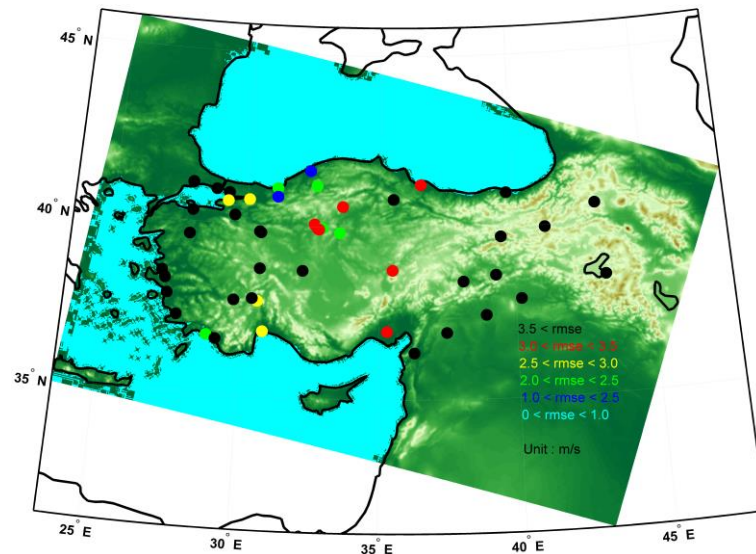 45 ° N
40 ° N
35 ° N
3.5 < rmse
3.0 < rmse < 3.5
2.5 < rmse < 3.0
2.0 < rmse < 2.5
1.0 < rmse < 2.5
0 < rmse < 1.0
Unit : m/s
25 ° E
30 ° E
35 ° E
40 ° E
45 ° E